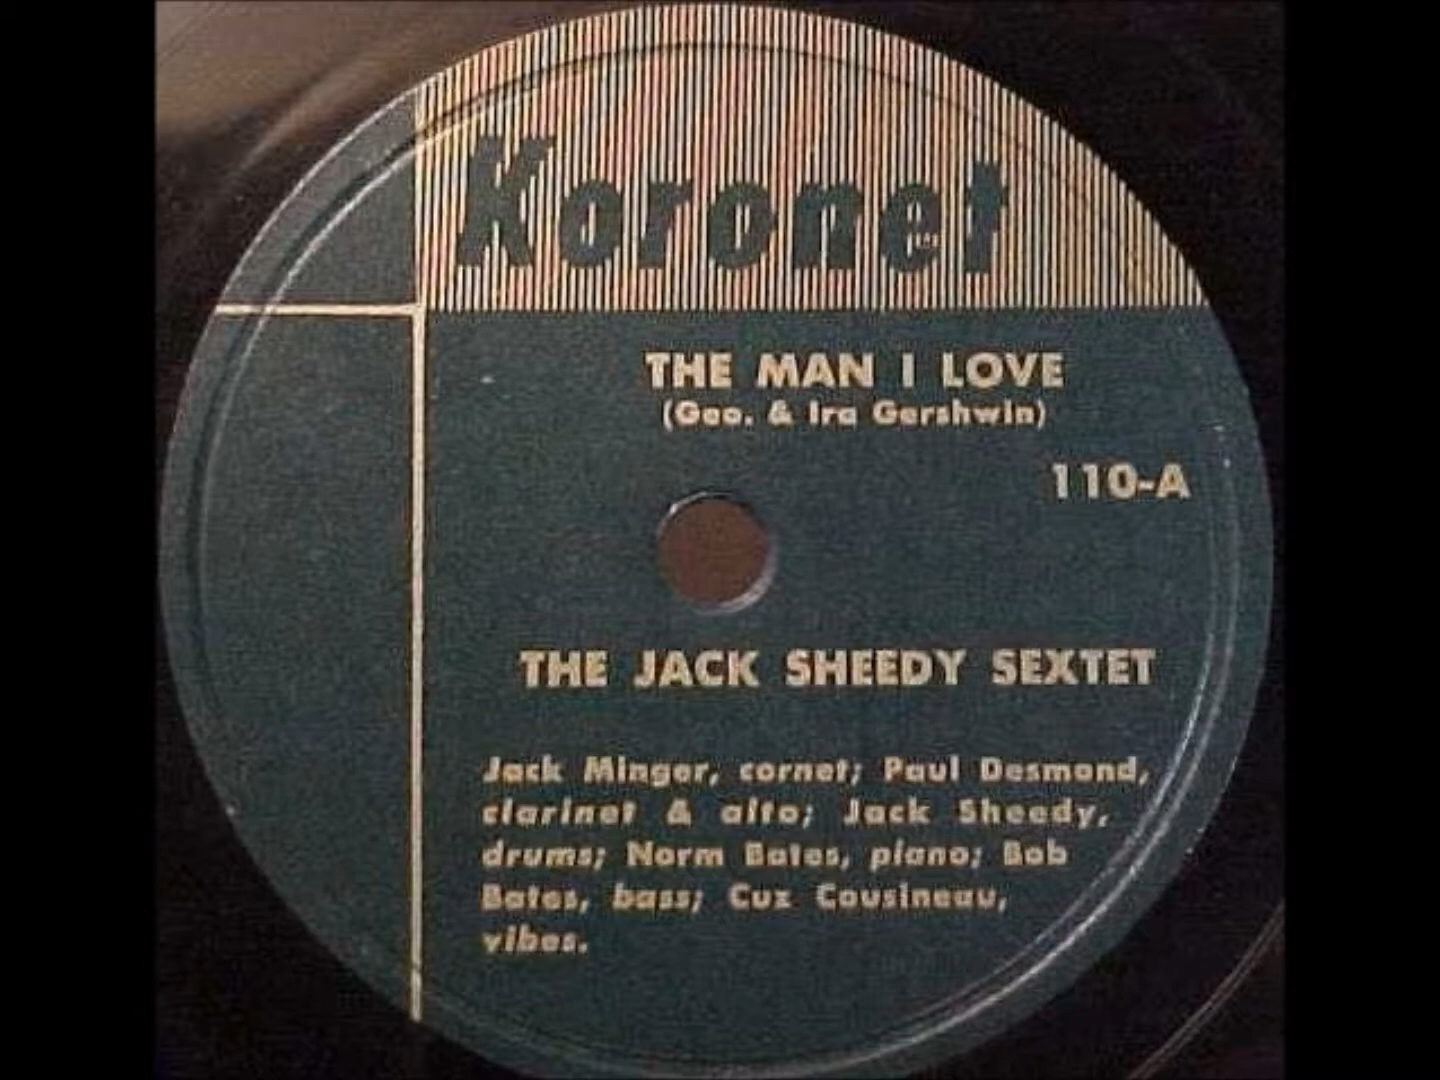 Koronet
THE MAN I LOVE
(Geo. & Ira Gershwin)
110-A
THE JACK SHEEDY SEXTET
Jack Minger, cornet; Paul Desmond,
clarinet & alto; Jack Sheedy,
drums; Norm Bates, piano; Bob
Bates, bass; Cuz Cousineau,
vibes.